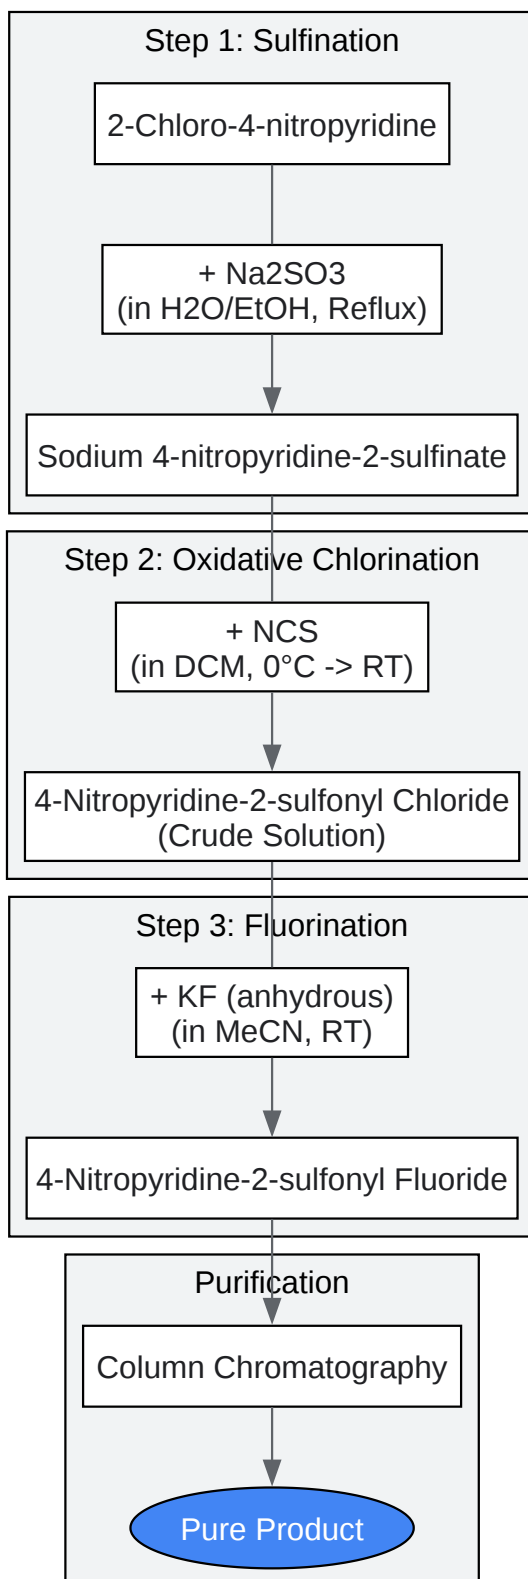 Step 1: Sulfination
2-Chloro-4-nitropyridine
+ Na2SO3
(in H2O/EtOH, Reflux)
Sodium 4-nitropyridine-2-sulfinate
Step 2: Oxidative Chlorination
+ NCS
(in DCM, 0°C -> RT)
4-Nitropyridine-2-sulfonyl Chloride
(Crude Solution)
Step 3: Fluorination
+ KF (anhydrous)
(in MeCN, RT)
4-Nitropyridine-2-sulfonyl Fluoride
Purification
Column Chromatography
Pure Product